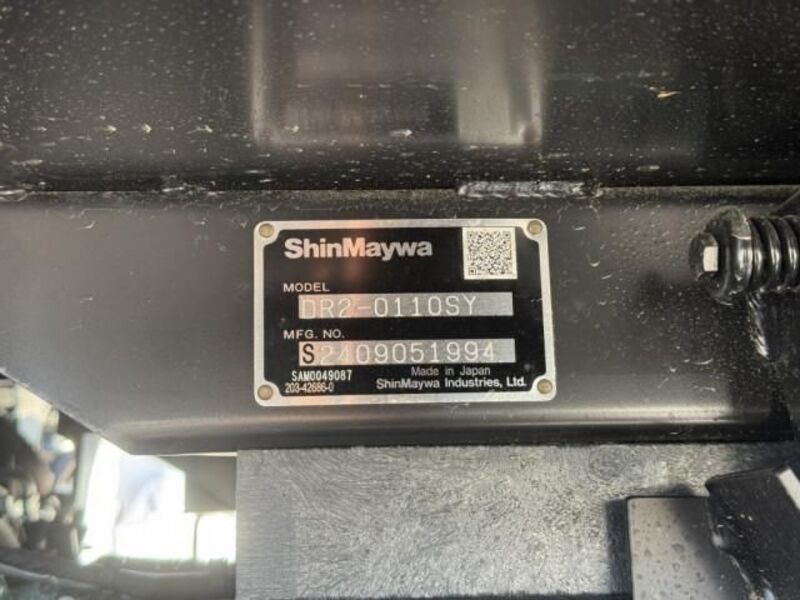 ShinMaywa
MODEL
DR2-0110SY
MFG. NO.
S2409051994
SAM0049087
Made in Japan
203-42686-0
ShinMaywa Industries, Ltd.